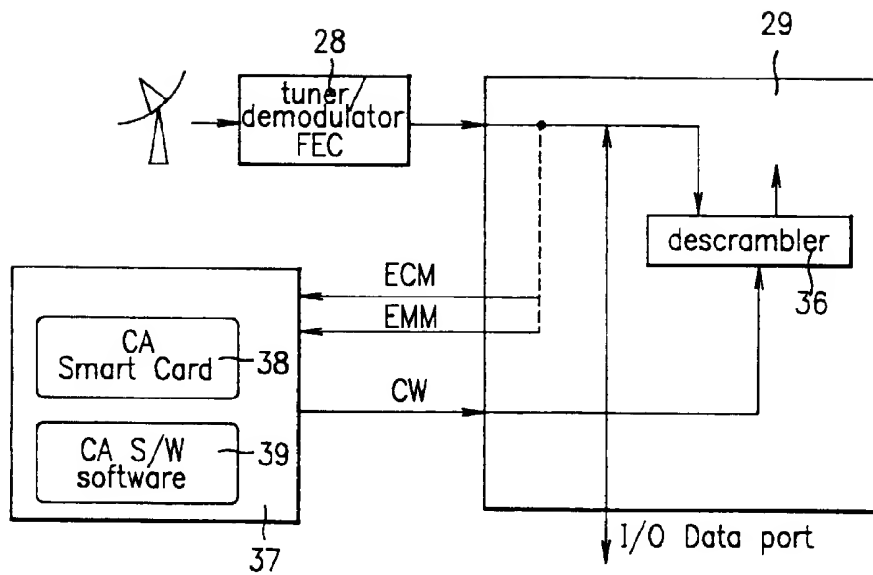 28
29
tuner/
demodulator
FEC
descrambler
36
ECM
EMM
CA
Smart Card
38
CW
CA S/W
software
39
37
I/O Data port